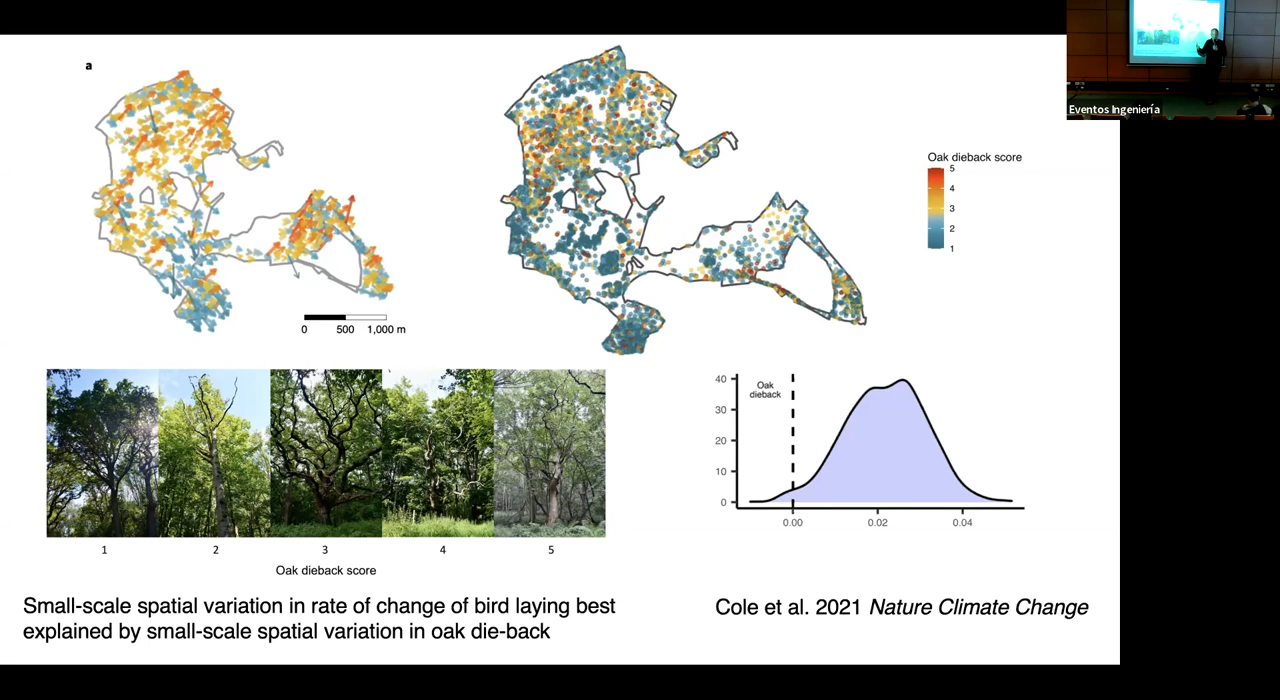 a
0 500 1,000 m
Oak dieback score
5
4
3
2
1
Eventos Ingeniería
1 2 3 4 5
Oak dieback score
Oak
dieback
40
30
20
10
0
0.00 0.02 0.04
Small-scale spatial variation in rate of change of bird laying best
explained by small-scale spatial variation in oak die-back
Cole et al. 2021 Nature Climate Change